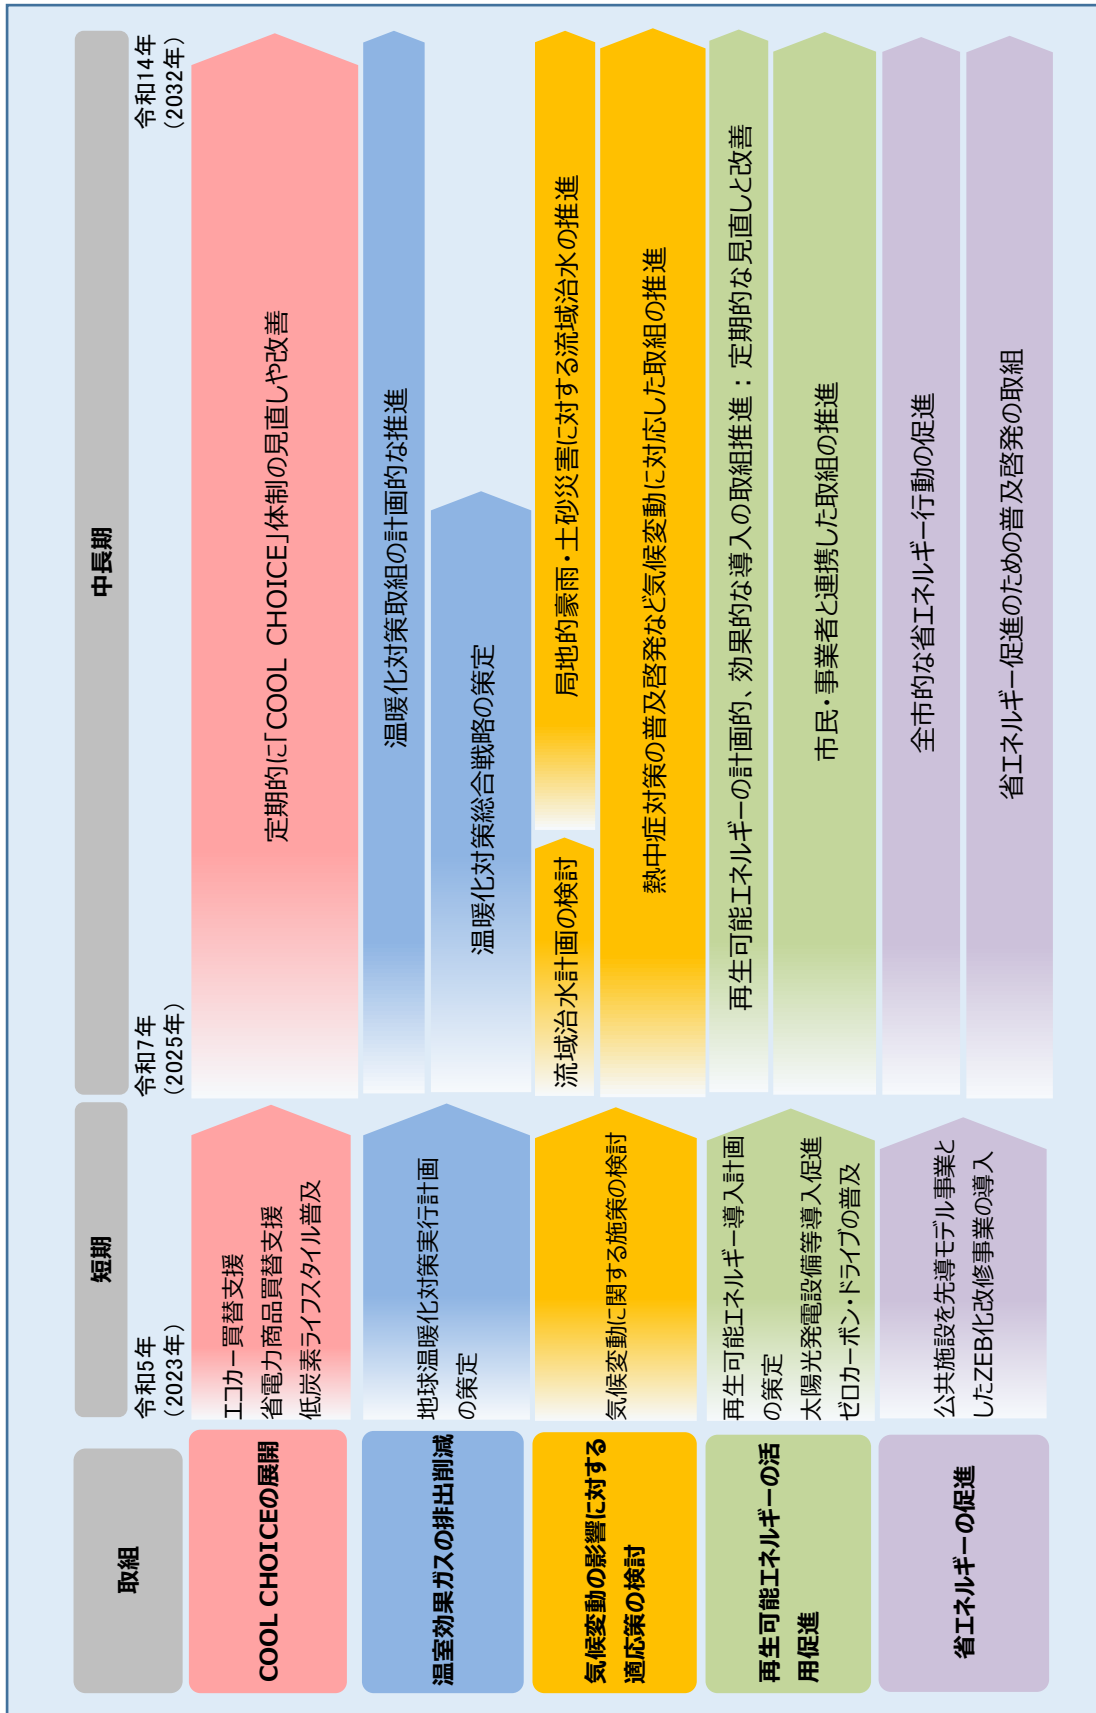 取組
短期
中長期
令和5年
（2023年）
令和7年
（2025年）
令和14年
（2032年）
COOL CHOICEの展開
エコカー買替支援
省電力商品買替支援
低炭素ライフスタイル普及
定期的に「COOL CHOICE」体制の見直しや改善
温室効果ガスの排出削減
地球温暖化対策実行計画
の策定
温暖化対策取組の計画的な推進
温暖化対策総合戦略の策定
気候変動の影響に対する
適応策の検討
気候変動に関する施策の検討
流域治水計画の検討
局地的豪雨・土砂災害に対する流域治水の推進
熱中症対策の普及啓発など気候変動に対応した取組の推進
再生可能エネルギーの活
用促進
再生可能エネルギー導入計画
の策定
太陽光発電設備等導入促進
ゼロカーボン・ドライブの普及
再生可能エネルギーの計画的、効果的な導入の取組推進；定期的な見直しと改善
市民・事業者と連携した取組の推進
省エネルギーの促進
公共施設を先導モデル事業と
したZEB化改修事業の導入
全市的な省エネルギー行動の促進
省エネルギー促進のための普及啓発の取組